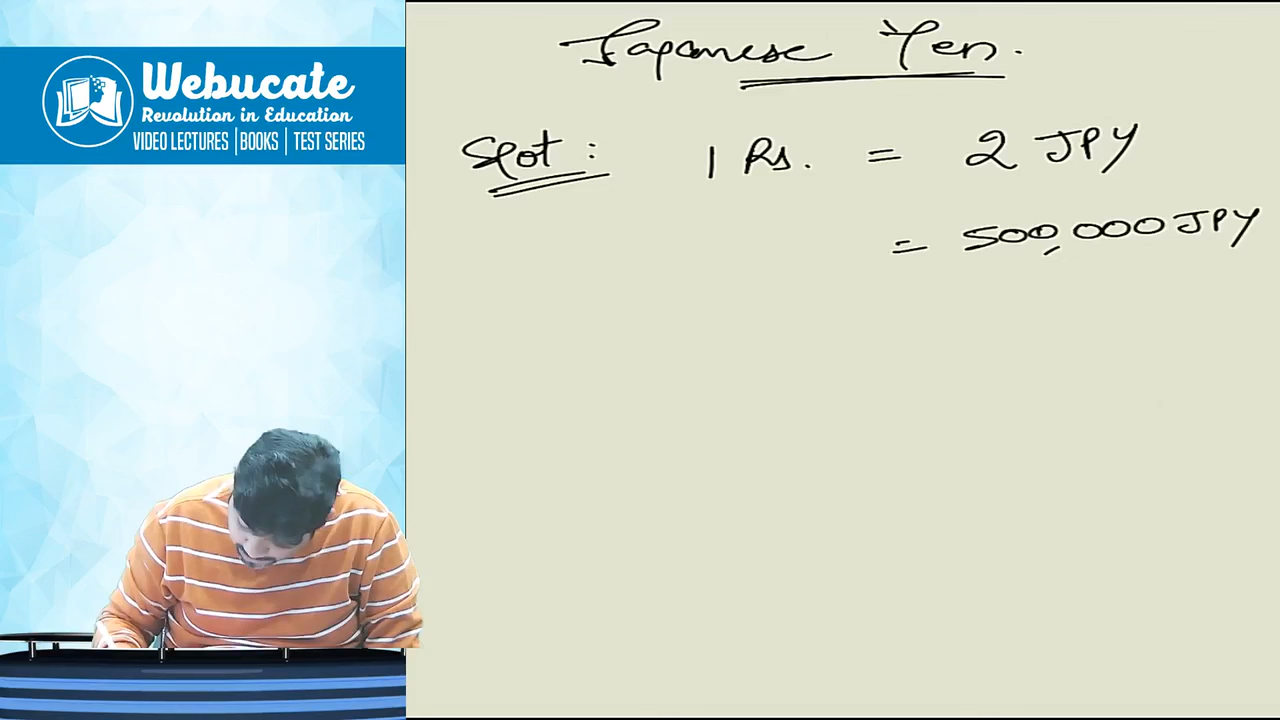 Webucate
Revolution in Education
VIDEO LECTURES | BOOKS | TEST SERIES
Japanese Yen.
Spot : 1 Rs. = 2 JPY
= 500,000 JPY